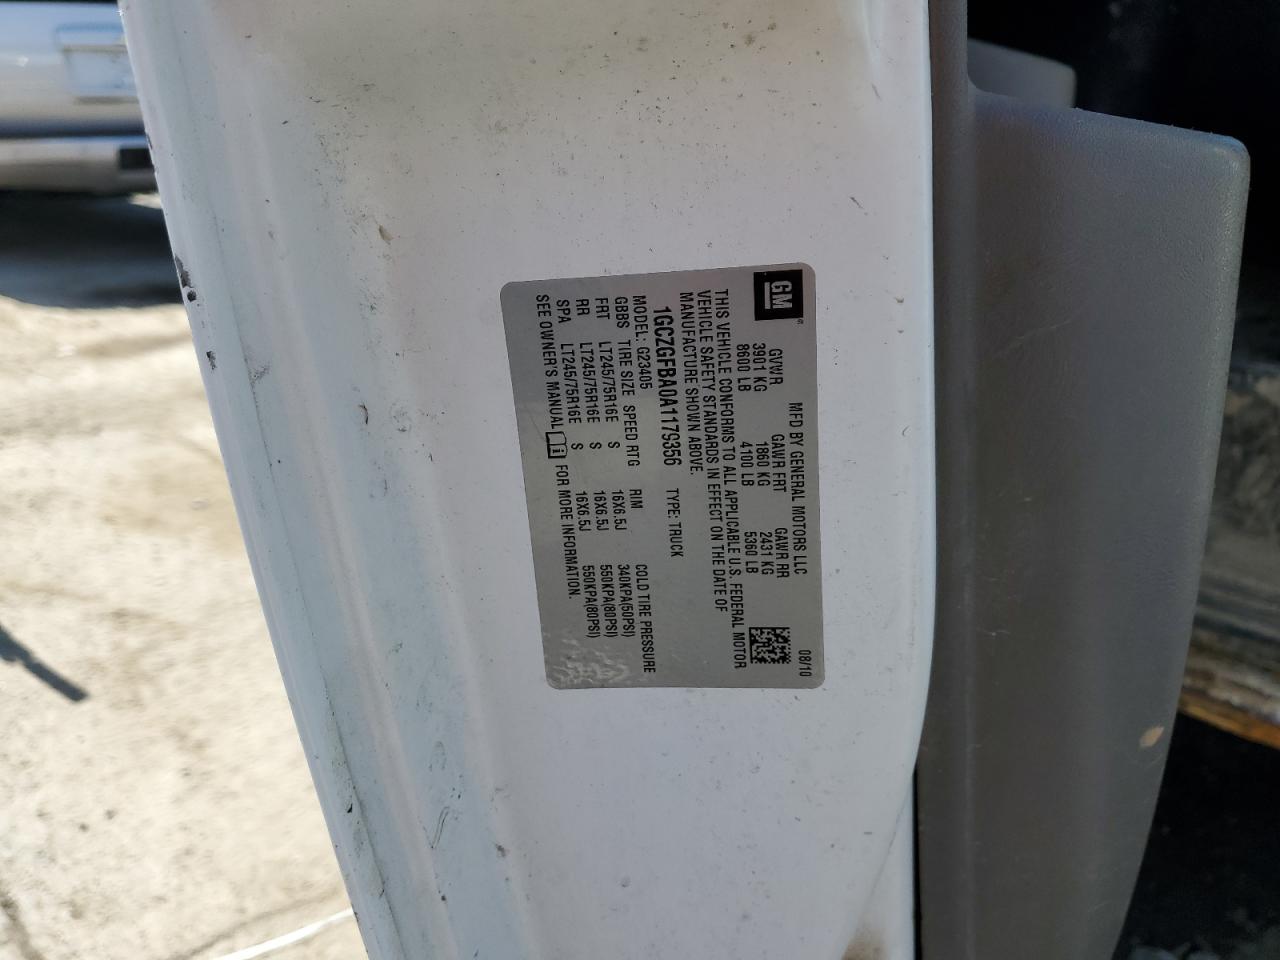 GM
MFD BY GENERAL MOTORS LLC 08/10
GVWR GAWR FRT GAWR RR
3901 KG 1860 KG 2431 KG
8600 LB 4100 LB 5360 LB
THIS VEHICLE CONFORMS TO ALL APPLICABLE U.S. FEDERAL MOTOR
VEHICLE SAFETY STANDARDS IN EFFECT ON THE DATE OF
MANUFACTURE SHOWN ABOVE.
1GCZGFBA0A1179356 TYPE: TRUCK
MODEL: G23405
GBBS TIRE SIZE SPEED RTG RIM COLD TIRE PRESSURE
FRT LT245/75R16E S 16X6.5J 340KPA(50PSI)
RR LT245/75R16E S 16X6.5J 550KPA(80PSI)
SPA LT245/75R16E S 16X6.5J 550KPA(80PSI)
SEE OWNER'S MANUAL FOR MORE INFORMATION.